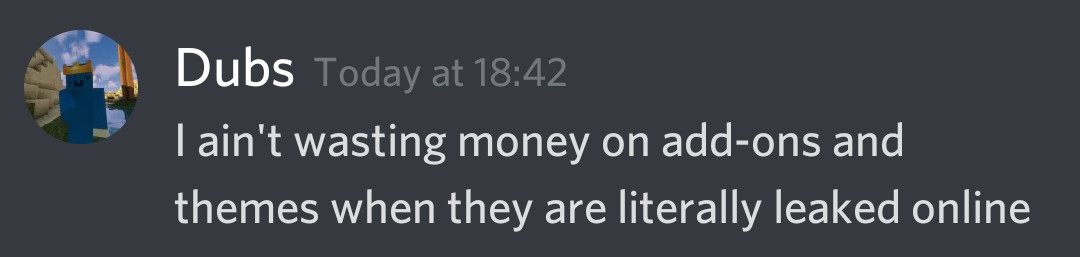 Dubs Today at 18:42
I ain't wasting money on add-ons and
themes when they are literally leaked online